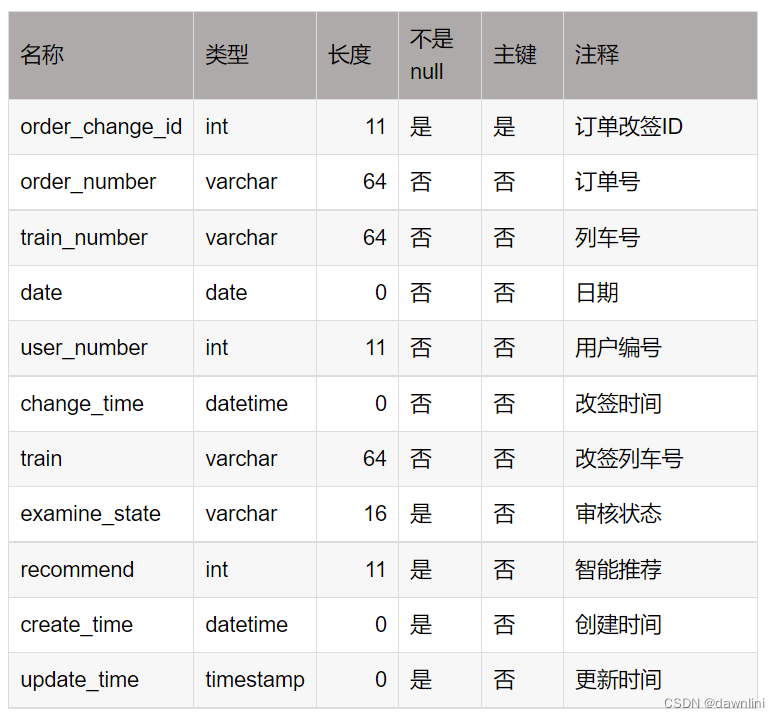 名称 类型 长度 不是null 主键 注释
order_change_id int 11 是 是 订单改签ID
order_number varchar 64 否 否 订单号
train_number varchar 64 否 否 列车号
date date 0 否 否 日期
user_number int 11 否 否 用户编号
change_time datetime 0 否 否 改签时间
train varchar 64 否 否 改签列车号
examine_state varchar 16 是 否 审核状态
recommend int 11 是 否 智能推荐
create_time datetime 0 是 否 创建时间
update_time timestamp 0 是 否 更新时间
CSDN @dawnlini